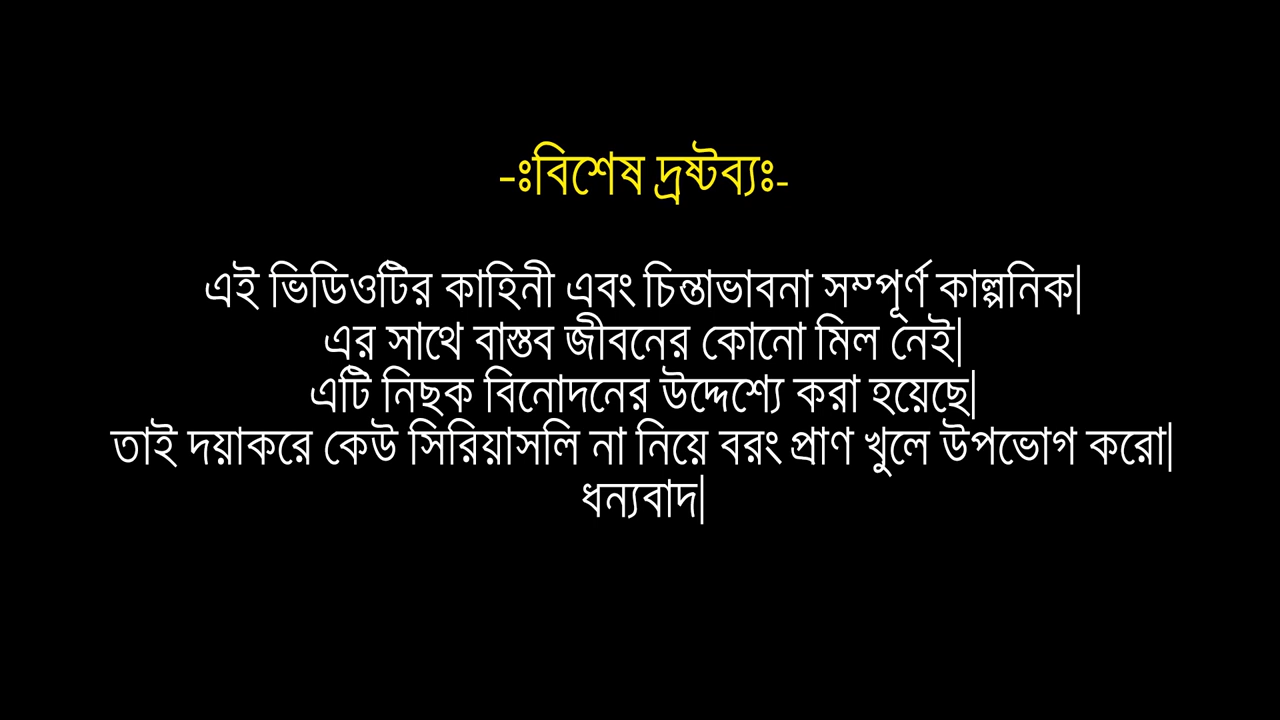 -ঃবিশেষ দ্রষ্টব্যঃ-
এই ভিডিওটির কাহিনী এবং চিন্তাভাবনা সম্পূর্ণ কাল্পনিক|
এর সাথে বাস্তব জীবনের কোনো মিল নেই|
এটি নিছক বিনোদনের উদ্দেশ্যে করা হয়েছে|
তাই দয়াকরে কেউ সিরিয়াসলি না নিয়ে বরং প্রাণ খুলে উপভোগ করো|
ধন্যবাদ|